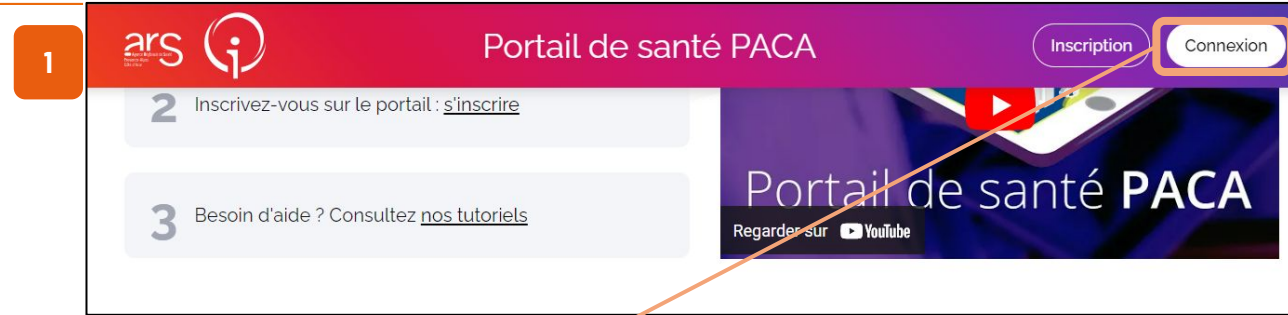 1
ars
Portail de santé PACA
Inscription
Connexion
2 Inscrivez-vous sur le portail : s'inscrire
3 Besoin d'aide ? Consultez nos tutoriels
Portail de santé PACA
Regarder sur YouTube